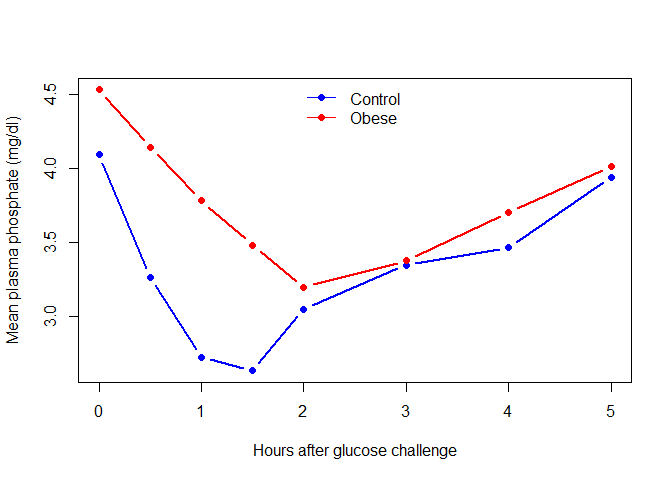 Control
Obese
Mean plasma phosphate (mg/dl)
4.5
4.0
3.5
3.0
0 1 2 3 4 5
Hours after glucose challenge